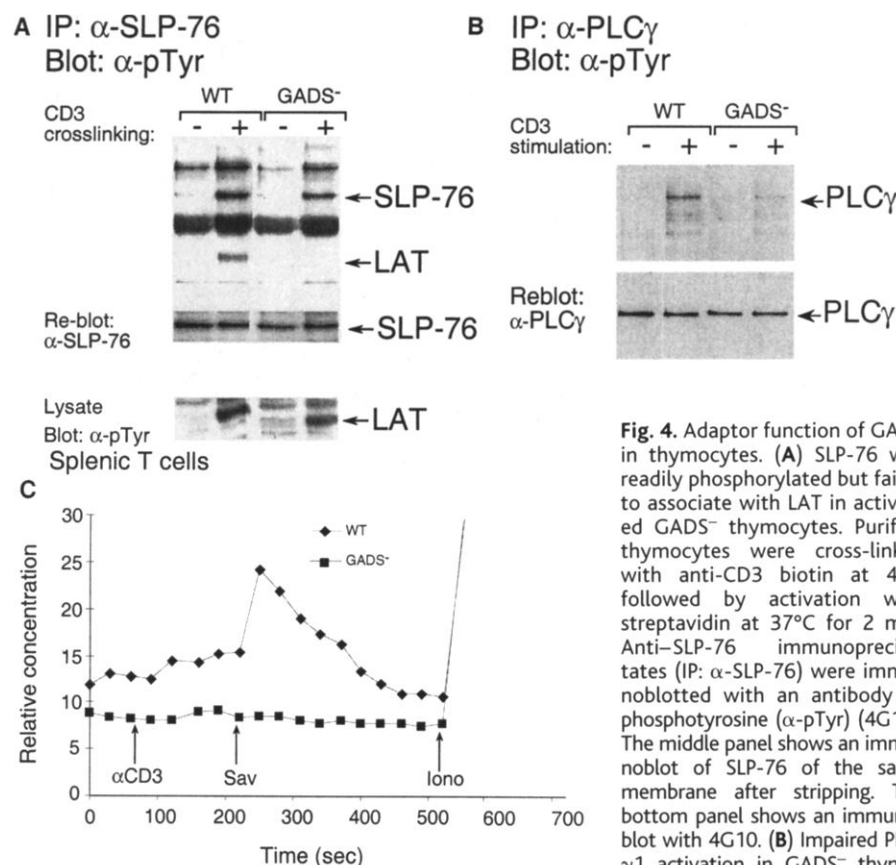 A IP: α-SLP-76
Blot: α-pTyr
WT GADS⁻
CD3
crosslinking: - + - +
SLP-76
LAT
Re-blot:
α-SLP-76
SLP-76
Lysate
Blot: α-pTyr
LAT
Splenic T cells
B IP: α-PLCγ
Blot: α-pTyr
WT GADS⁻
CD3
stimulation: - + - +
PLCγ
Reblot:
α-PLCγ
PLCγ
C
30
25
20
15
10
5
0
Relative concentration
WT
GADS⁻
αCD3
Sav
Iono
0 100 200 300 400 500 600 700
Time (sec)
Fig. 4. Adaptor function of GA
in thymocytes. (A) SLP-76 w
readily phosphorylated but fai
to associate with LAT in activ
ed GADS⁻ thymocytes. Purif
thymocytes were cross-link
with anti-CD3 biotin at 4
followed by activation w
streptavidin at 37°C for 2 m
Anti–SLP-76 immunopreci
tates (IP: α-SLP-76) were imm
noblotted with an antibody
phosphotyrosine (α-pTyr) (4G1
The middle panel shows an imm
noblot of SLP-76 of the sa
membrane after stripping. T
bottom panel shows an immun
blot with 4G10. (B) Impaired P
γ1 activation in GADS⁻ thyn